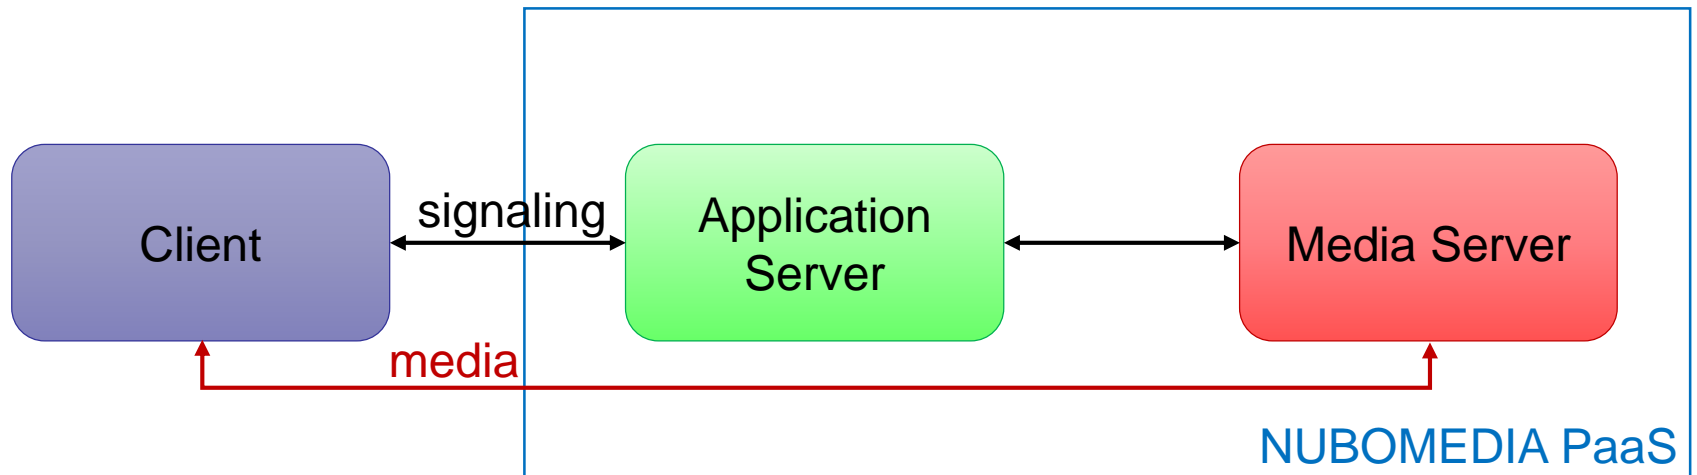 signaling
Client
Application
Server
Media Server
media
NUBOMEDIA PaaS